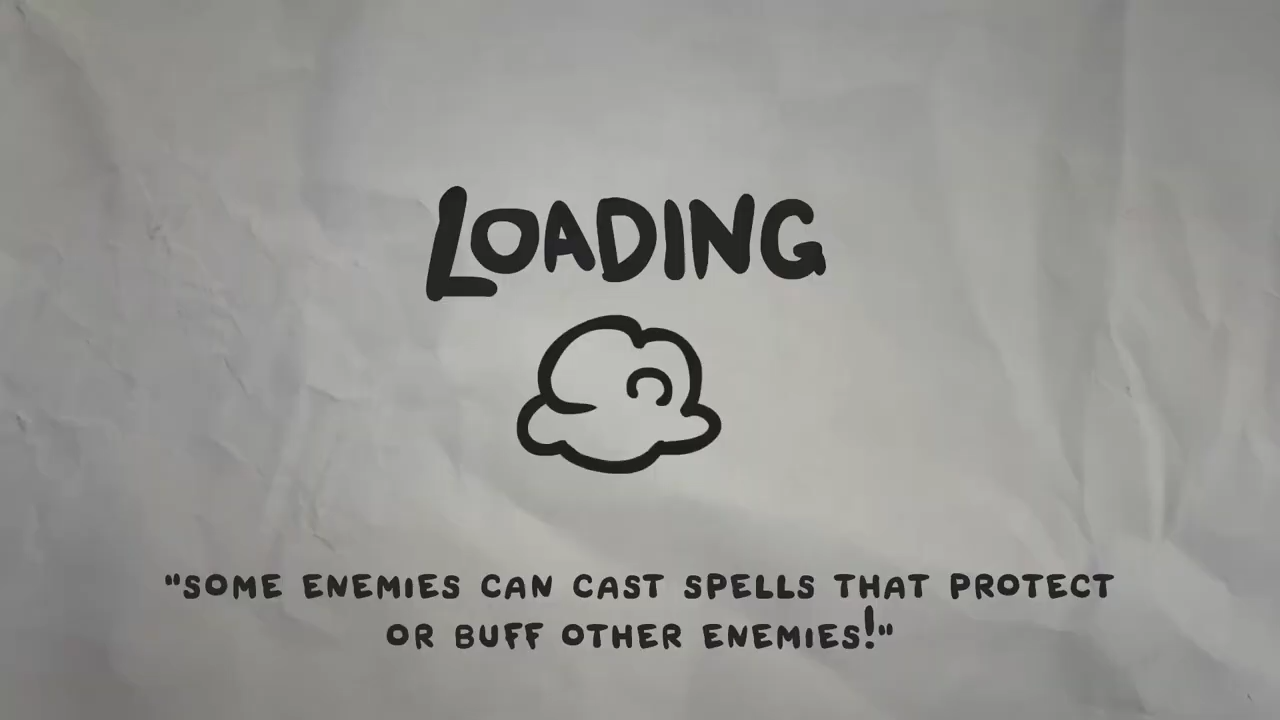 LOADING
"SOME ENEMIES CAN CAST SPELLS THAT PROTECT
OR BUFF OTHER ENEMIES!"